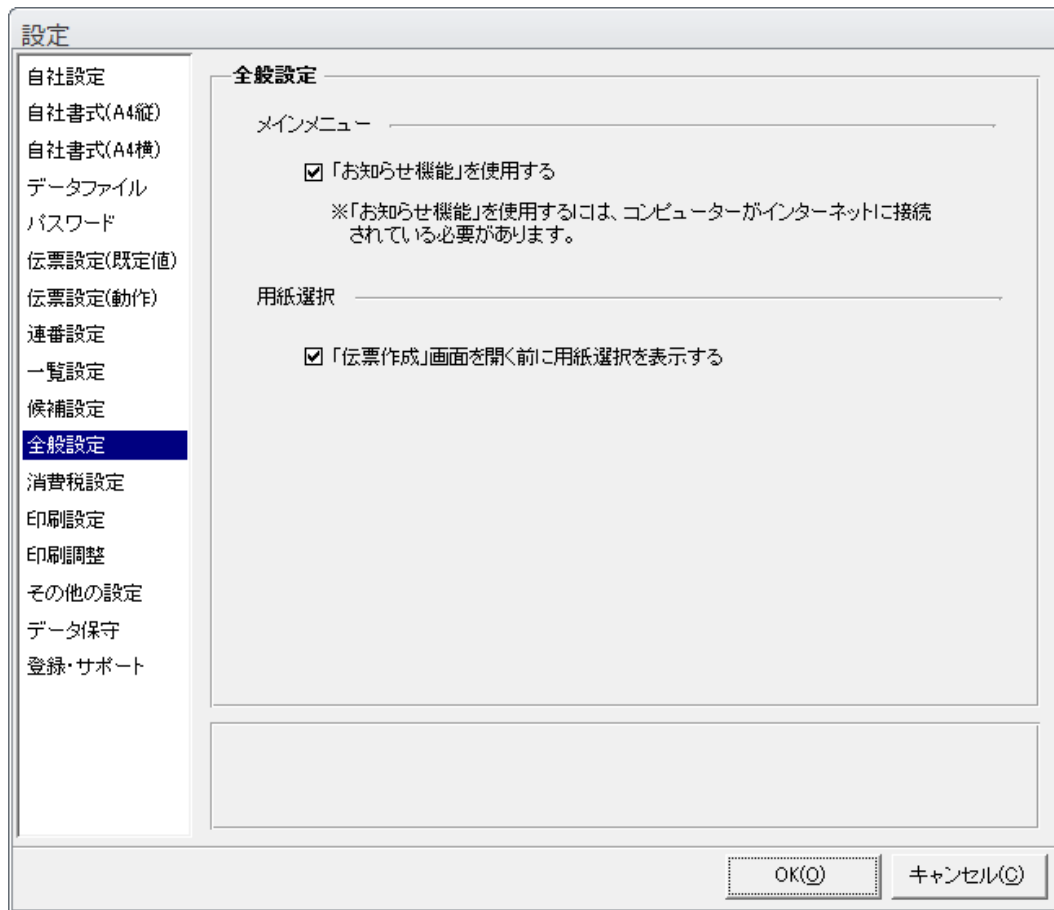 設定
自社設定
自社書式(A4縦)
自社書式(A4横)
データファイル
パスワード
伝票設定(既定値)
伝票設定(動作)
連番設定
一覧設定
候補設定
全般設定
消費税設定
印刷設定
印刷調整
その他の設定
データ保守
登録・サポート
全般設定
メインメニュー
「お知らせ機能」を使用する
※「お知らせ機能」を使用するには、コンピューターがインターネットに接続
されている必要があります。
用紙選択
「伝票作成」画面を開く前に用紙選択を表示する
OK(O)
キャンセル(C)